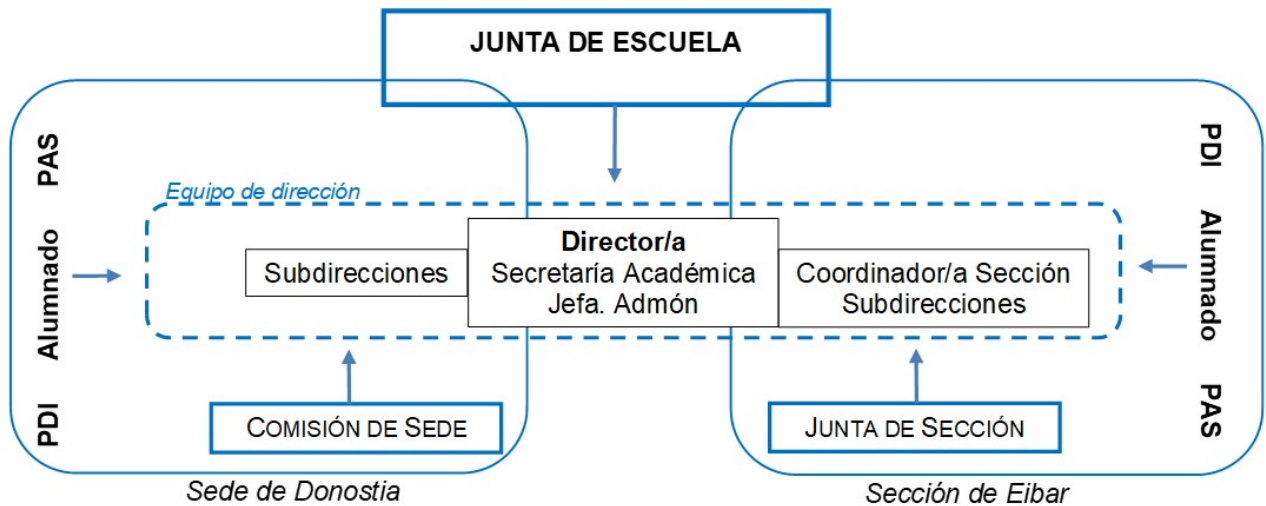 JUNTA DE ESCUELA
PAS
Alumnado
PDI
Equipo de dirección
Subdirecciones
Director/a
Secretaría Académica
Jefa. Admón
Coordinador/a Sección
Subdirecciones
PDI
Alumnado
PAS
COMISIÓN DE SEDE
JUNTA DE SECCIÓN
Sede de Donostia
Sección de Eibar